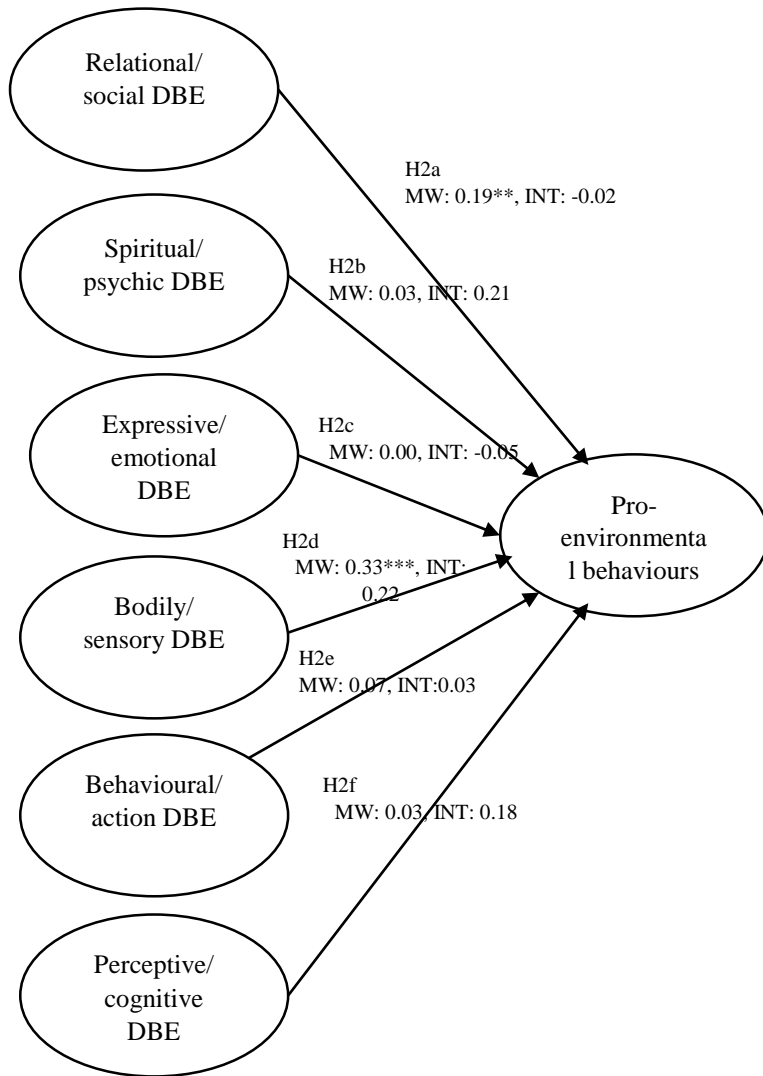 Relational/
social DBE
H2a
MW: 0.19**, INT: -0.02
Spiritual/
psychic DBE
H2b
MW: 0.03, INT: 0.21
Expressive/
emotional
DBE
H2c
MW: 0.00, INT: -0.05
Pro-
environmenta
l behaviours
H2d
MW: 0.33***, INT:
0.22
Bodily/
sensory DBE
H2e
MW: 0.07, INT:0.03
Behavioural/
action DBE
H2f
MW: 0.03, INT: 0.18
Perceptive/
cognitive
DBE